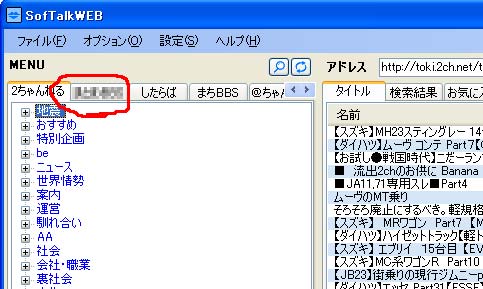 SofTalkWEB
ファイル(F) オプション(O) 設定(S) ヘルプ(H)
MENU
2ちゃんねる したらば まちBBS @ちゃん
地震
おすすめ
特別企画
be
ニュース
世界情勢
案内
運営
馴れ合い
AA
社会
会社・職業
裏社会
アドレス http://toki.2ch.net/t
タイトル 検索結果 お気に入
名前
【スズキ】MH23スティングレー 14
【ダイハツ】ムーヴ コンテ Part7【C
【お試し●戦国時代】二だーラン
■ 流出2chのお供に Banana
■JA11,71専用スレ■Part4
ムーヴのMT乗り
そろそろ廃止にするべき。軽規格
【スズキ】 MRワゴン Part7 【M
【ダイハツ】ハイゼットトラック【軽ト
【スズキ】 エブリイ 15台目 【EV
【スズキ】MC系ワゴンR Part10
【JB23】街乗りの現行ジムニーp
【ダイハツ】エッセ Part31【ESSE